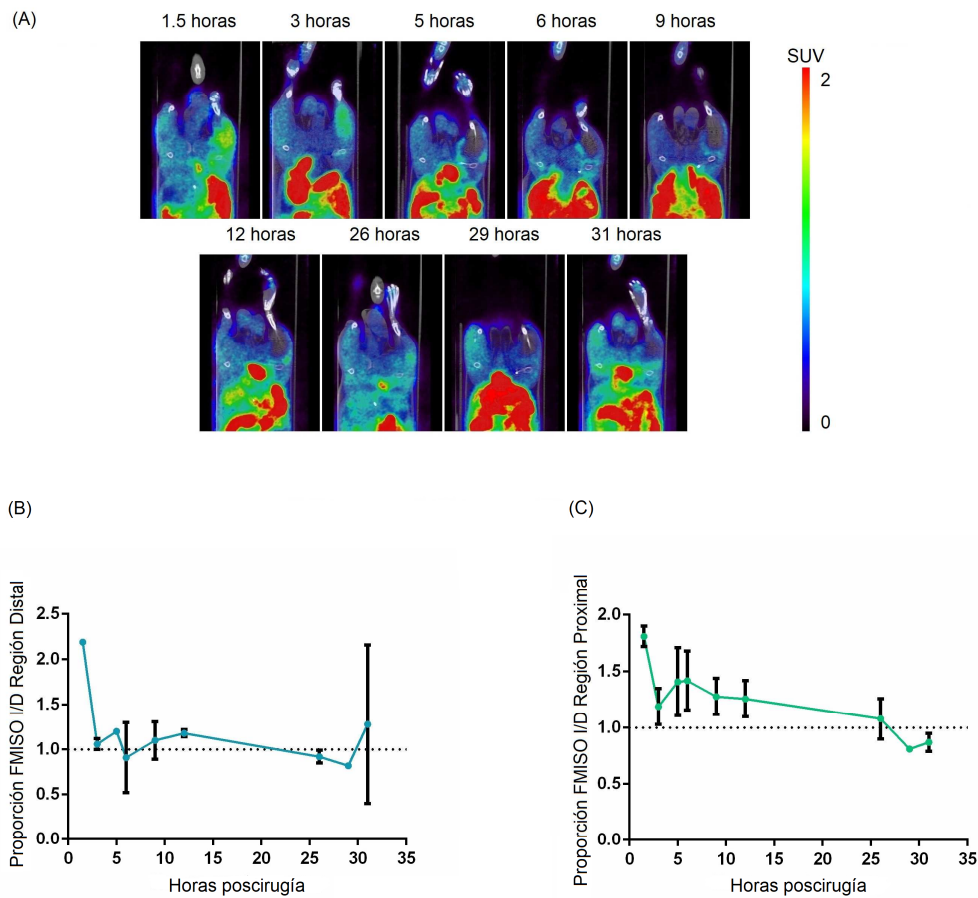 (A)
1.5 horas
3 horas
5 horas
6 horas
9 horas
SUV
2
0
12 horas
26 horas
29 horas
31 horas
(B)
Proporción FMISO I/D Región Distal
2.5
2.0
1.5
1.0
0.5
0.0
0 5 10 15 20 25 30 35
Horas poscirugía
(C)
Proporción FMISO I/D Región Proximal
2.0
1.5
1.0
0.5
0.0
0 5 10 15 20 25 30 35
Horas poscirugía